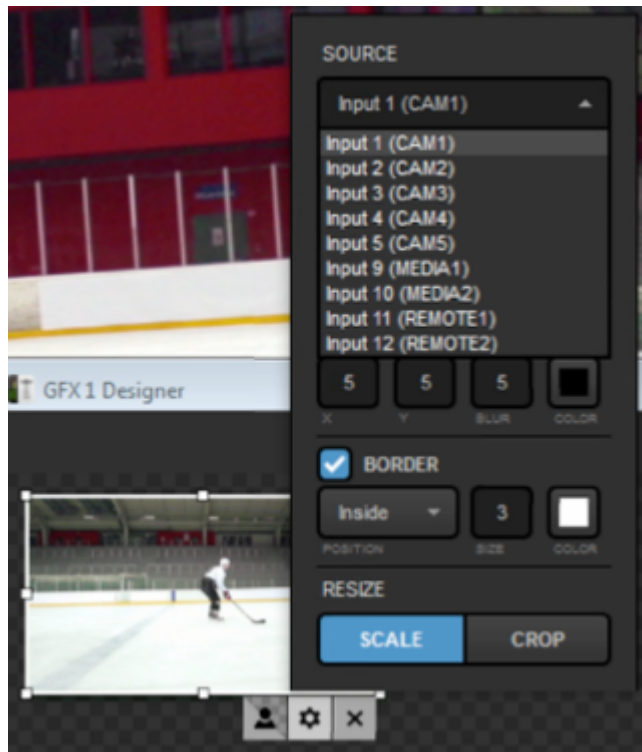 SOURCE
Input 1 (CAM1)
Input 1 (CAM1)
Input 2 (CAM2)
Input 3 (CAM3)
Input 4 (CAM4)
Input 5 (CAM5)
Input 9 (MEDIA1)
Input 10 (MEDIA2)
Input 11 (REMOTE1)
Input 12 (REMOTE2)
5 5 5
X Y BLUR COLOR
GFX 1 Designer
BORDER
Inside 3
POSITION SIZE COLOR
RESIZE
SCALE CROP